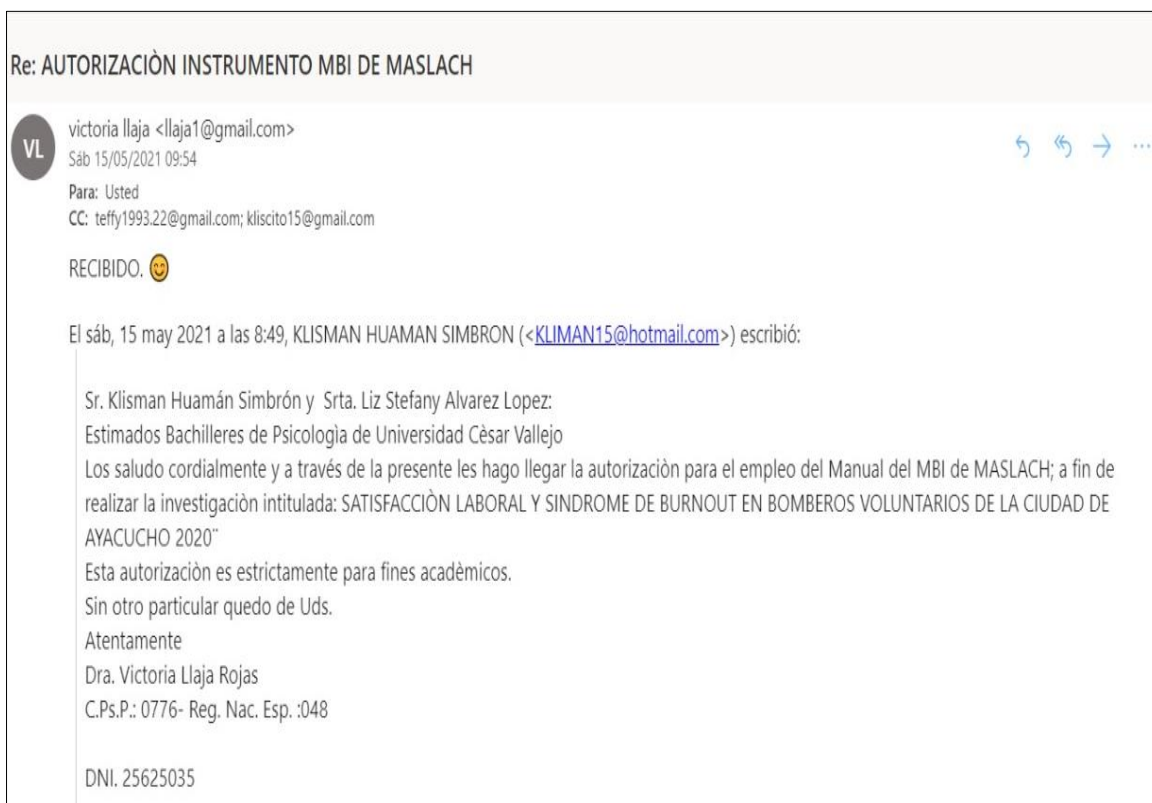 Re: AUTORIZACIÒN INSTRUMENTO MBI DE MASLACH
VL
victoria llaja <llaja1@gmail.com>
Sáb 15/05/2021 09:54
Para: Usted
CC: teffy1993.22@gmail.com; kliscito15@gmail.com
RECIBIDO. 😊
El sáb, 15 may 2021 a las 8:49, KLISMAN HUAMAN SIMBRON (<KLIMAN15@hotmail.com>) escribió:
Sr. Klisman Huamán Simbrón y Srta. Liz Stefany Alvarez Lopez:
Estimados Bachilleres de Psicologìa de Universidad Cèsar Vallejo
Los saludo cordialmente y a través de la presente les hago llegar la autorizaciòn para el empleo del Manual del MBI de MASLACH; a fin de
realizar la investigaciòn intitulada: SATISFACCIÒN LABORAL Y SINDROME DE BURNOUT EN BOMBEROS VOLUNTARIOS DE LA CIUDAD DE
AYACUCHO 2020¨
Esta autorizaciòn es estrictamente para fines acadèmicos.
Sin otro particular quedo de Uds.
Atentamente
Dra. Victoria Llaja Rojas
C.Ps.P.: 0776- Reg. Nac. Esp. :048
DNI. 25625035